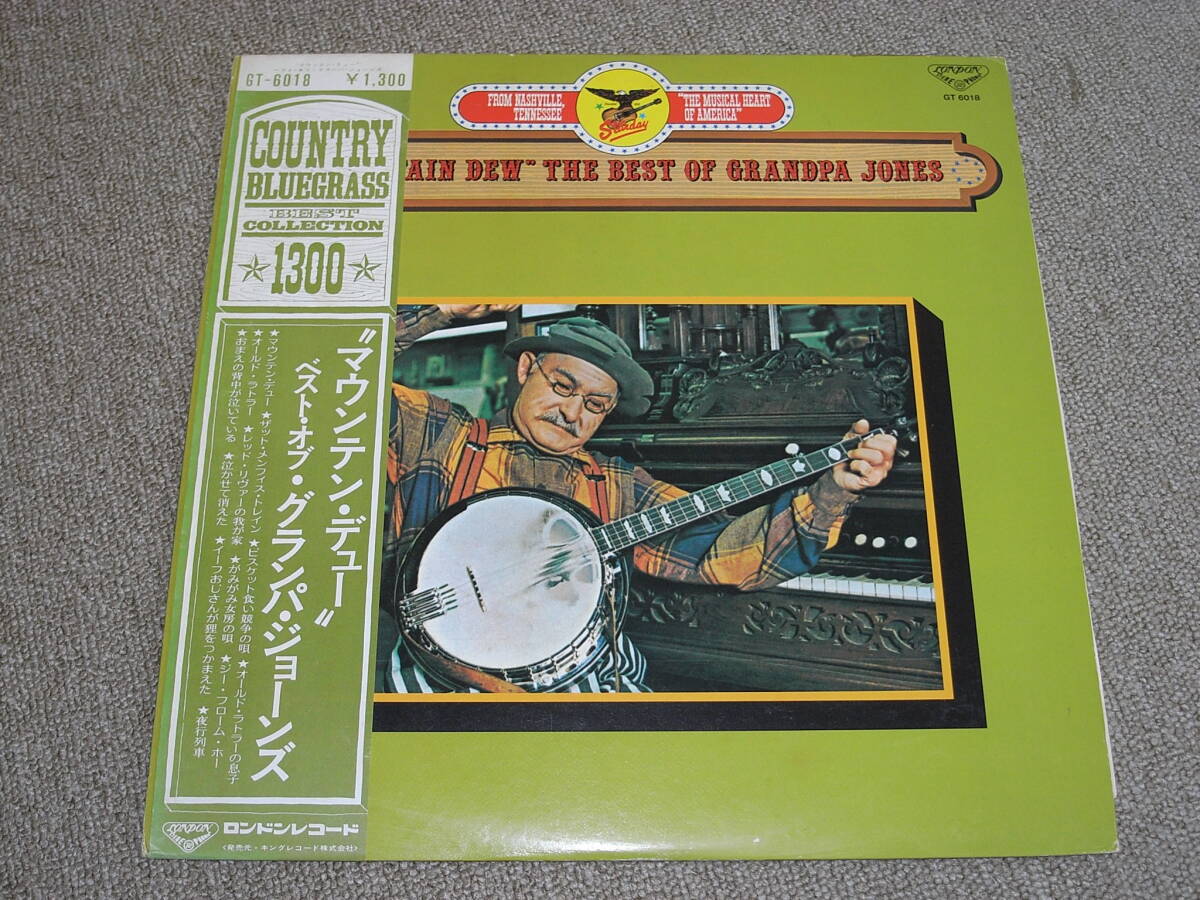 GT-6018 ¥1,300
COUNTRY
BLUEGRASS
BEST
COLLECTION
1300
"マウンテン・デュー"
ベスト・オブ・グランパ・ジョーンズ
★マウンテン・デュー ★ザット・メンフィス・トレイン ★ビスケット食い競争の唄 ★オールド・ラトラーの息子
★オールド・ラトラー ★レッド・リヴァーの我が家 ★がみがみ女房の唄 ★ジー・フローム・ホー
★おまえの背中が泣いている ★泣かせて消えた ★イーフおじさんが狸をつかまえた ★夜行列車
LONDON
ロンドンレコード
<発売元・キングレコード株式会社>
FROM NASHVILLE,
TENNESSEE
Starday
"THE MUSICAL HEART
OF AMERICA"
LONDON
GT 6018
TAIN DEW" THE BEST OF GRANDPA JONES